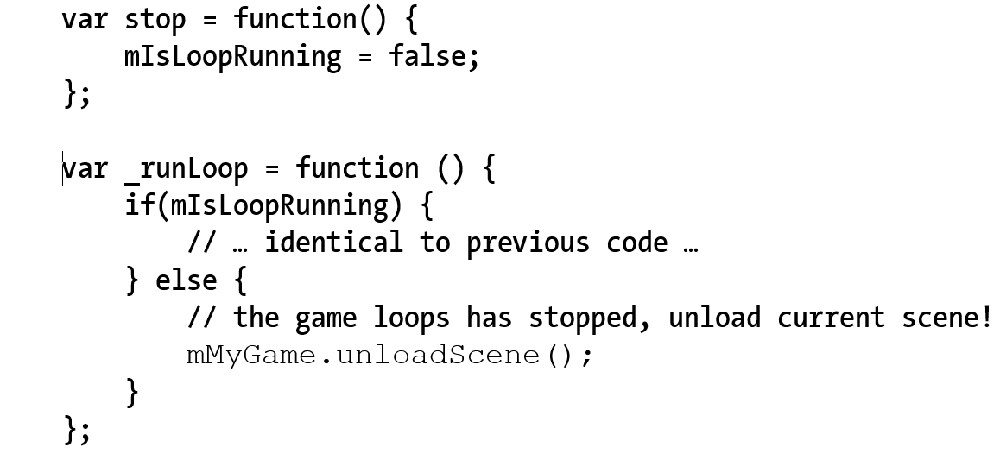 var stop = function() {
    mIsLoopRunning = false;
};

var _runLoop = function () {
    if(mIsLoopRunning) {
        // … identical to previous code …
    } else {
        // the game loops has stopped, unload current scene!
        mMyGame.unloadScene();
    }
};